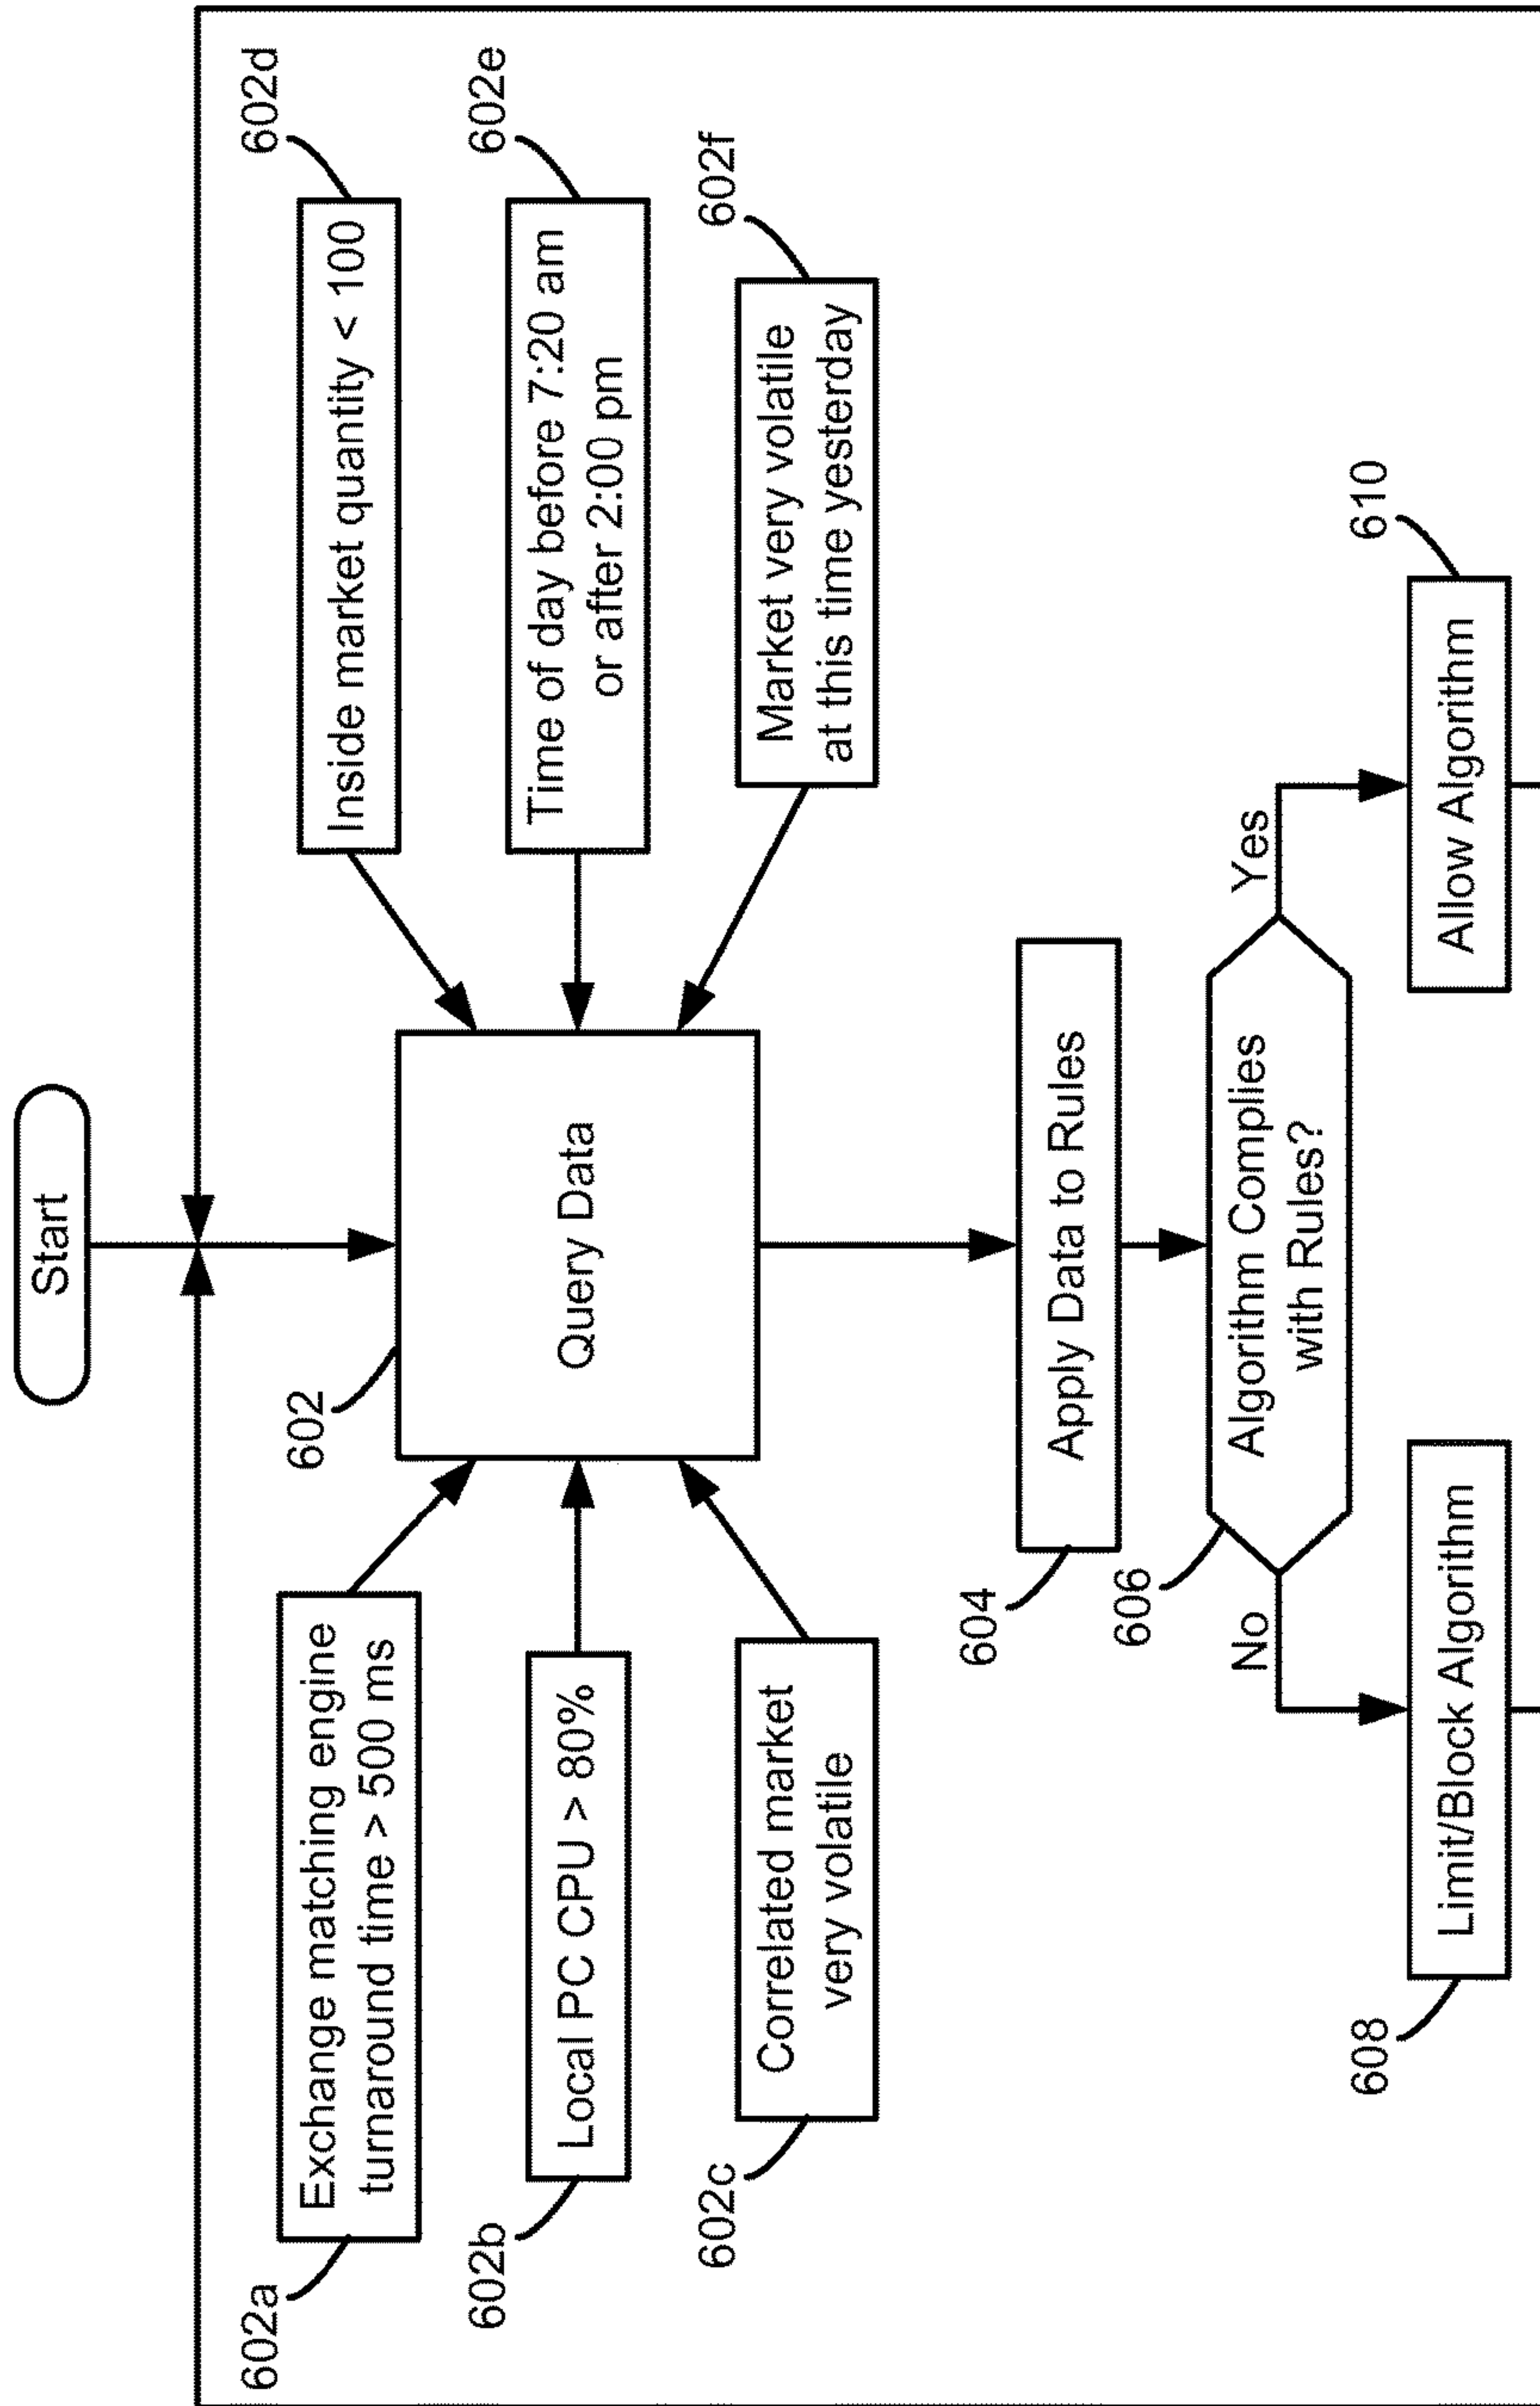 Start
602
Query Data
602a
Exchange matching engine
turnaround time > 500 ms
602b
Local PC CPU > 80%
602c
Correlated market
very volatile
602d
Inside market quantity < 100
602e
Time of day before 7:20 am
or after 2:00 pm
602f
Market very volatile
at this time yesterday
604
Apply Data to Rules
606
Algorithm Complies
with Rules?
No
Yes
608
Limit/Block Algorithm
610
Allow Algorithm